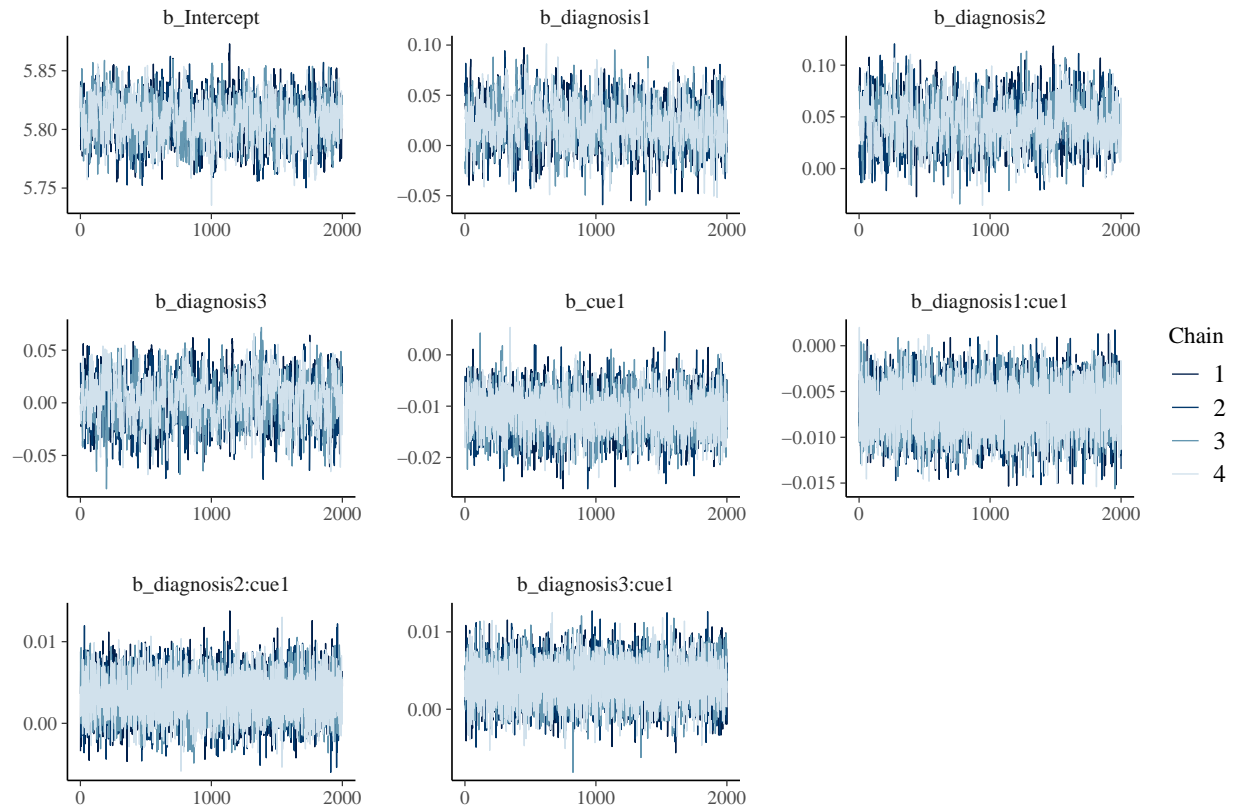 b_Intercept
b_diagnosis1
b_diagnosis2
5.85
5.80
5.75
0 1000 2000
0.10
0.05
0.00
−0.05
0 1000 2000
0.10
0.05
0.00
0 1000 2000
b_diagnosis3
b_cue1
b_diagnosis1:cue1
0.05
0.00
−0.05
0 1000 2000
0.00
−0.01
−0.02
0 1000 2000
0.000
−0.005
−0.010
−0.015
0 1000 2000
Chain
1
2
3
4
b_diagnosis2:cue1
b_diagnosis3:cue1
0.01
0.00
0 1000 2000
0.01
0.00
0 1000 2000